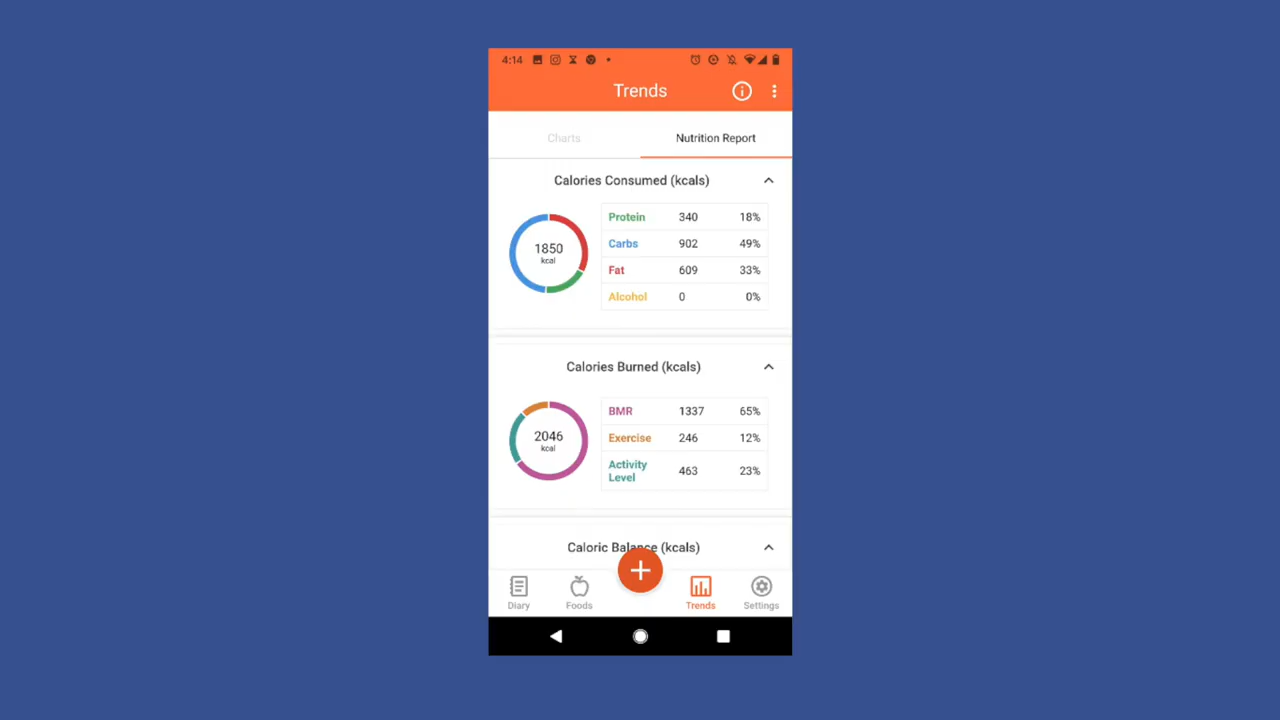 4:14
Trends
Charts
Nutrition Report
Calories Consumed (kcals)
1850
kcal
Protein 340 18%
Carbs 902 49%
Fat 609 33%
Alcohol 0 0%
Calories Burned (kcals)
2046
kcal
BMR 1337 65%
Exercise 246 12%
Activity
Level 463 23%
Caloric Balance (kcals)
Diary
Foods
Trends
Settings